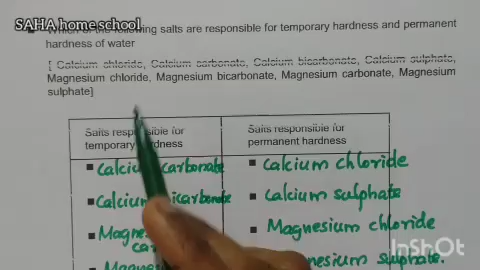 SAHA home school
of the following salts are responsible for temporary hardness and permanent
hardness of water
[ Calcium chloride, Calcium carbonate, Calcium bicarbonate, Calcium sulphate,
Magnesium chloride, Magnesium bicarbonate, Magnesium carbonate, Magnesium
sulphate]
Salts responsible for
temporary hardness
Salts responsible for
permanent hardness
Calcium carbonate
Calcium chloride
Calcium bicarbonate
Calcium sulphate
Magnesium chloride
sulphate.
InShOt